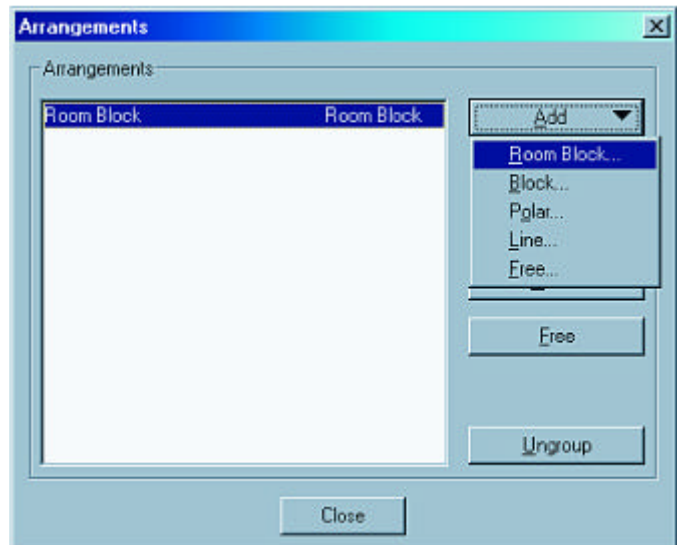 Arrangements
Arrangements
Room Block Room Block
Add
Room Block...
Block...
Polar...
Line...
Free...
Free
Ungroup
Close